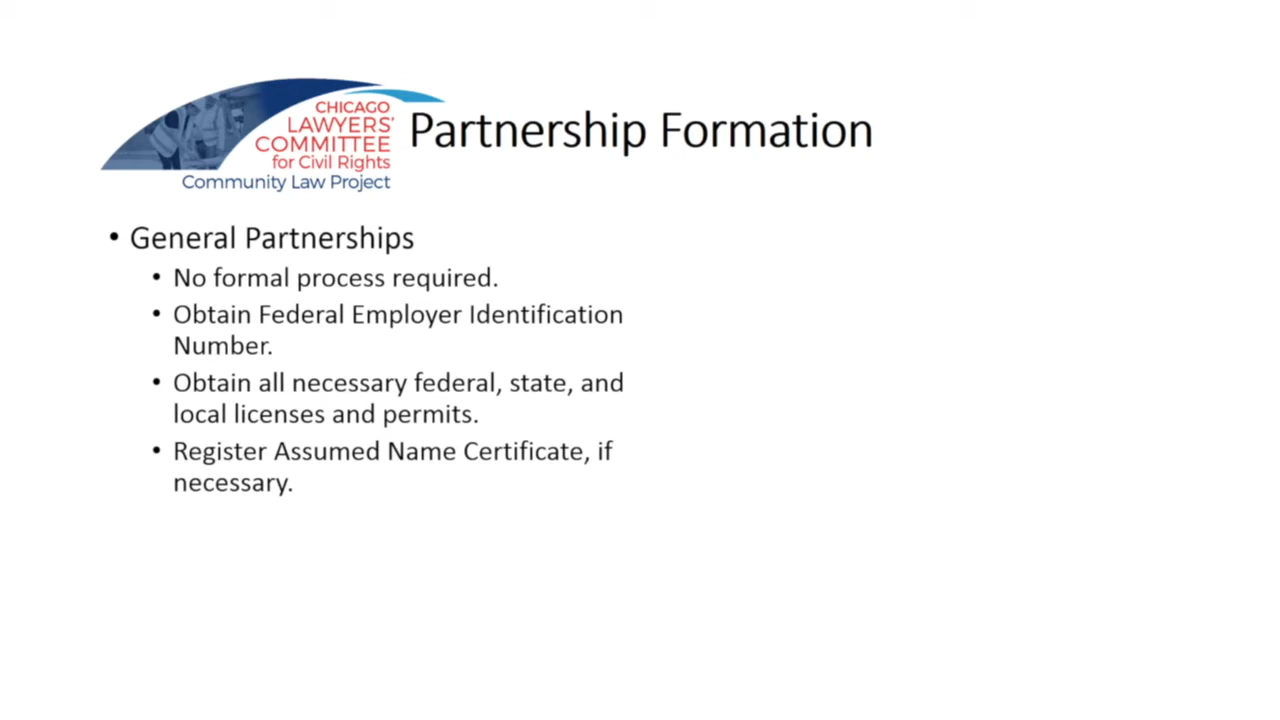 CHICAGO
LAWYERS'
COMMITTEE
for Civil Rights
Community Law Project
Partnership Formation
• General Partnerships
• No formal process required.
• Obtain Federal Employer Identification
Number.
• Obtain all necessary federal, state, and
local licenses and permits.
• Register Assumed Name Certificate, if
necessary.